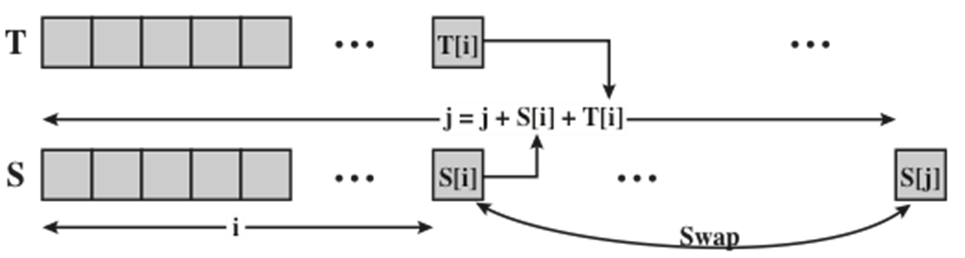 T ... T[i] ...
j = j + S[i] + T[i]
S ... S[i] ... S[j]
i
Swap